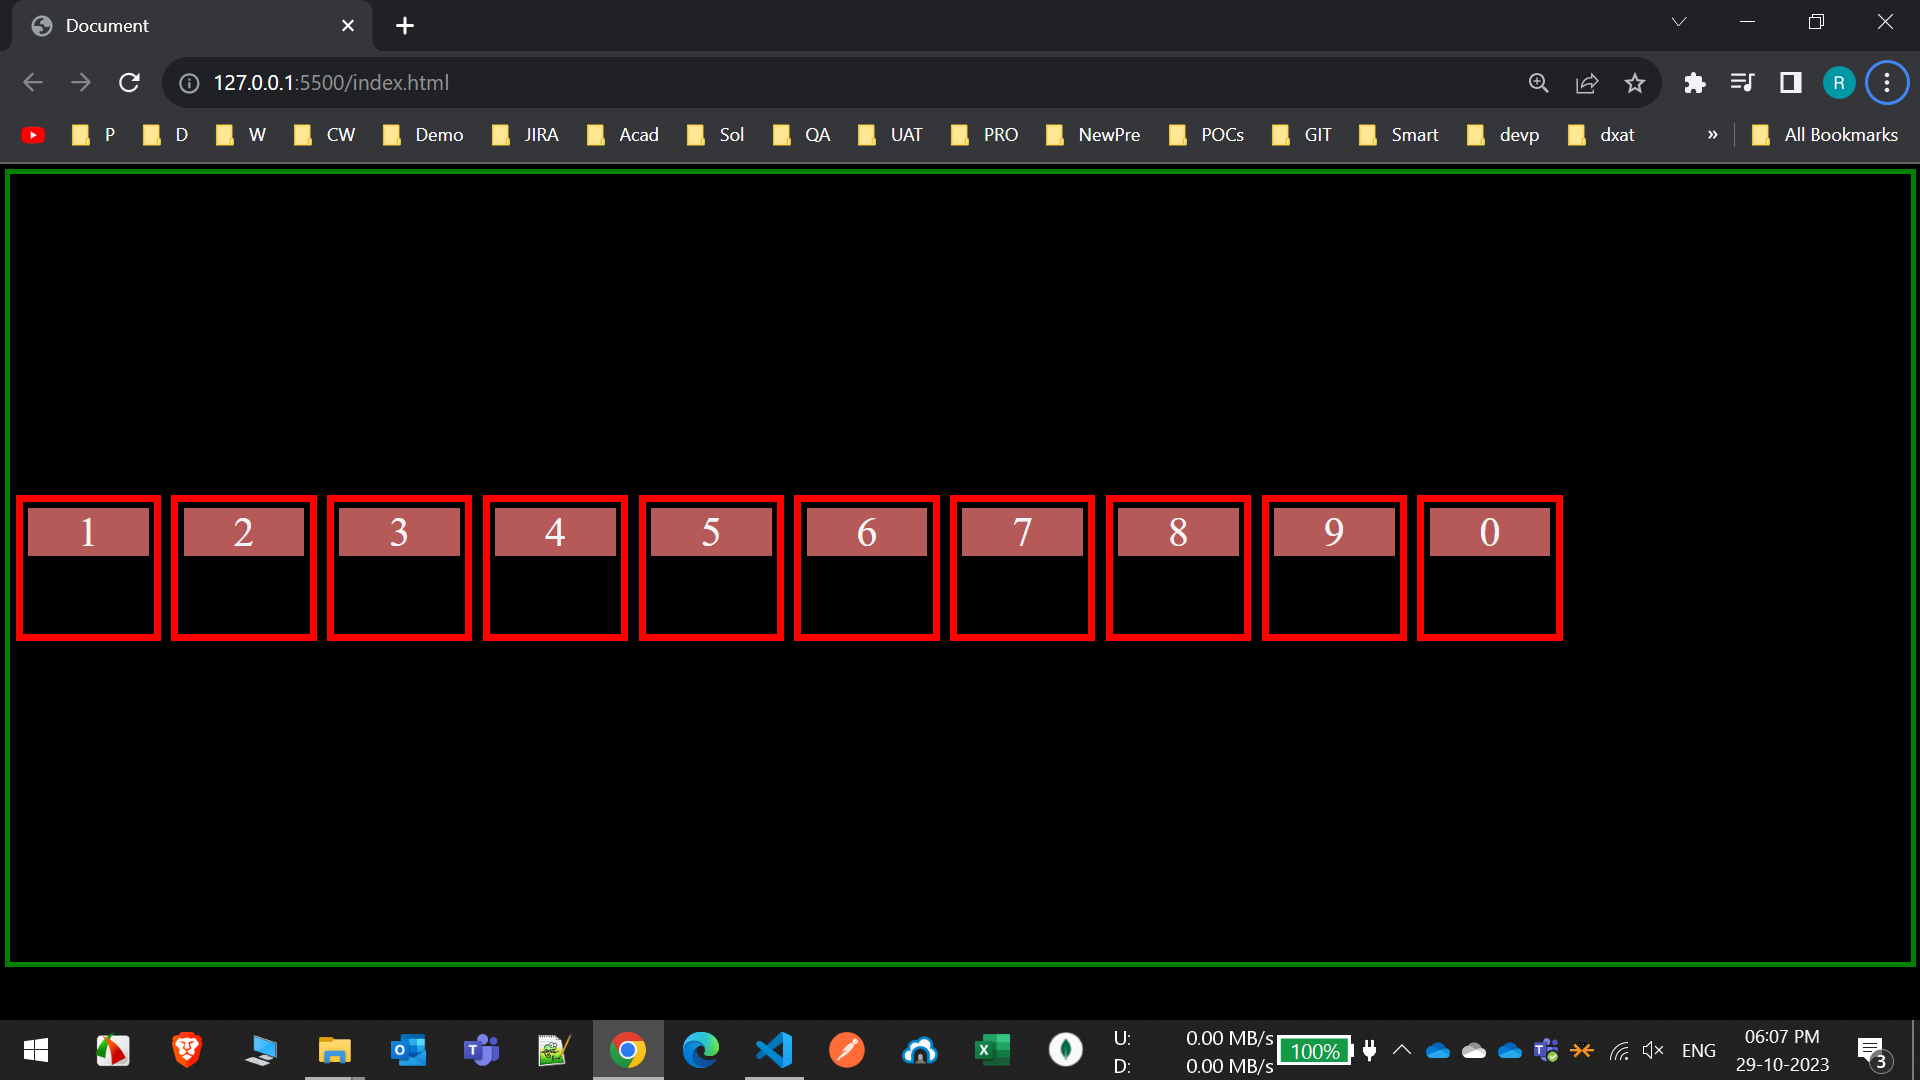 Document
127.0.0.1:5500/index.html
R
P D W CW Demo JIRA Acad Sol QA UAT PRO NewPre POCs GIT Smart devp dxat » All Bookmarks
1 2 3 4 5 6 7 8 9 0
U: 0.00 MB/s
D: 0.00 MB/s
100%
ENG
06:07 PM
29-10-2023
3